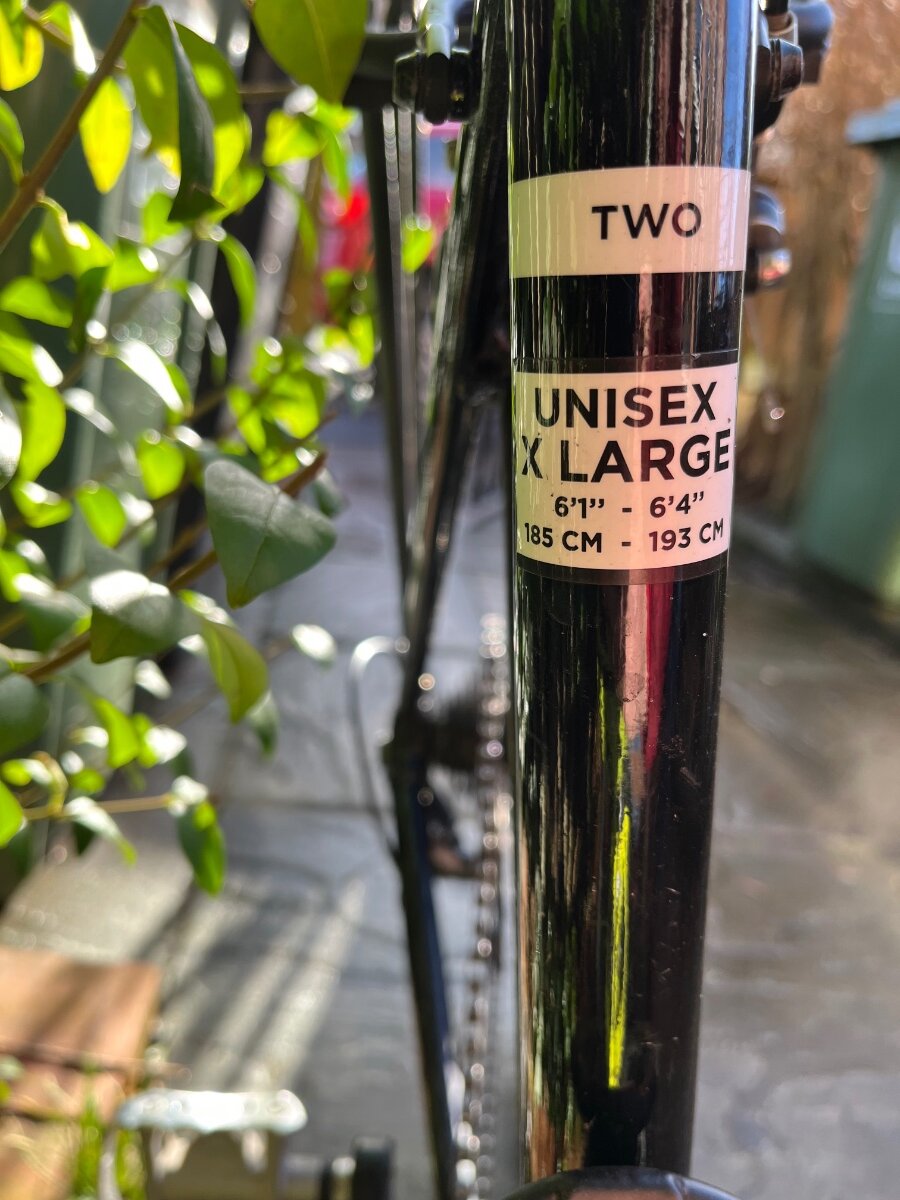 TWO
UNISEX
X LARGE
6’1” - 6’4”
185 CM - 193 CM